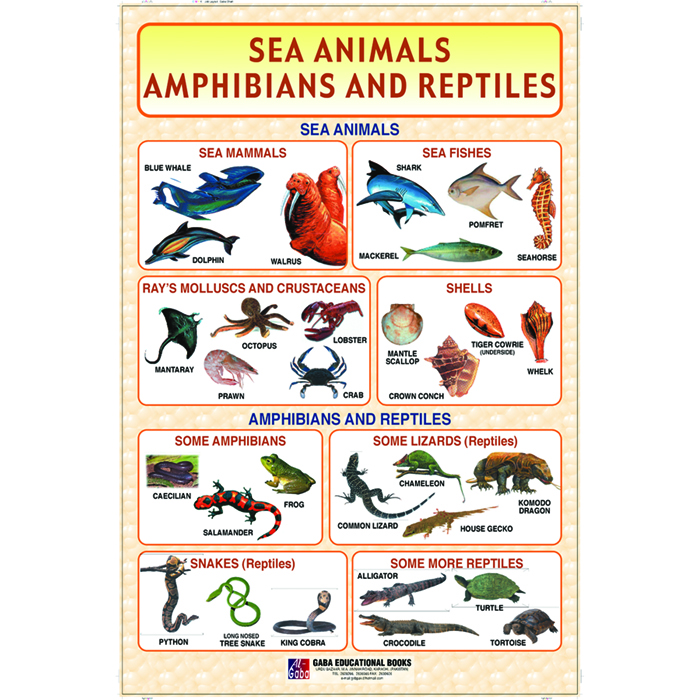 SEA ANIMALS
AMPHIBIANS AND REPTILES
SEA ANIMALS
SEA MAMMALS
BLUE WHALE
DOLPHIN
WALRUS
SEA FISHES
SHARK
POMFRET
MACKEREL
SEAHORSE
RAY'S MOLLUSCS AND CRUSTACEANS
MANTARAY
OCTOPUS
LOBSTER
PRAWN
CRAB
SHELLS
MANTLE
SCALLOP
TIGER COWRIE
(UNDERSIDE)
WHELK
CROWN CONCH
AMPHIBIANS AND REPTILES
SOME AMPHIBIANS
CAECILIAN
FROG
SALAMANDER
SOME LIZARDS (Reptiles)
CHAMELEON
KOMODO
DRAGON
COMMON LIZARD
HOUSE GECKO
SNAKES (Reptiles)
PYTHON
LONG NOSED
TREE SNAKE
KING COBRA
SOME MORE REPTILES
ALLIGATOR
TURTLE
CROCODILE
TORTOISE
Al-
Gaba
GABA EDUCATIONAL BOOKS